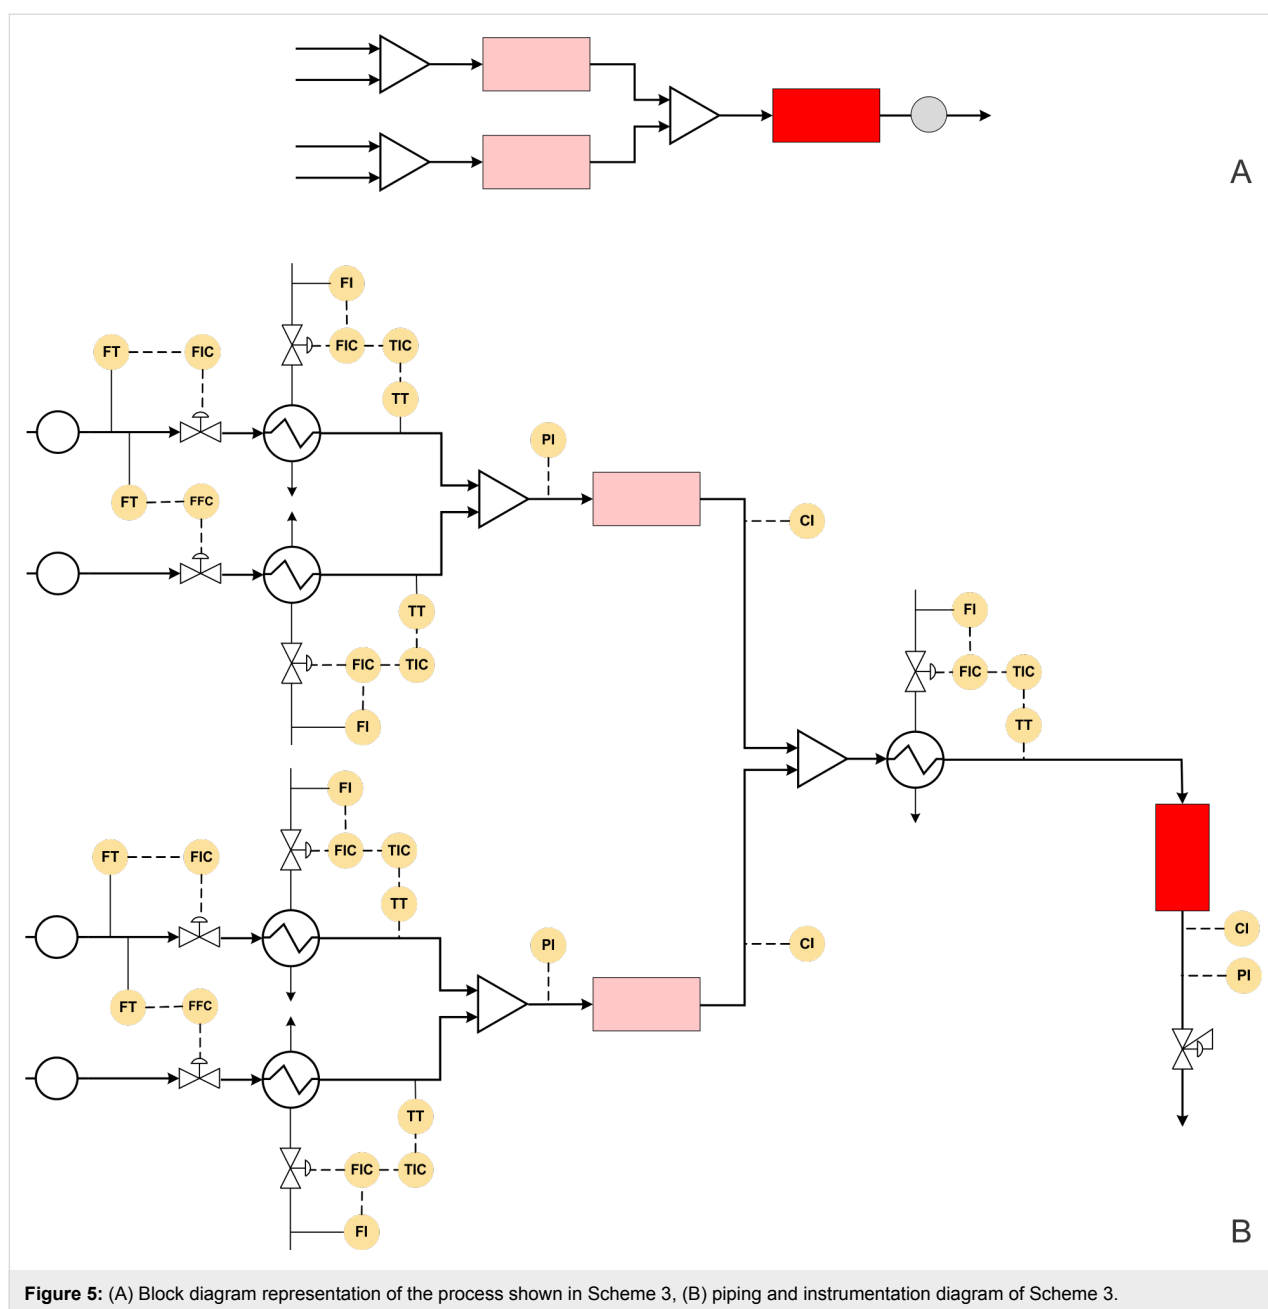 A
FI
FT
FIC
FIC
TIC
TT
PI
FT
FFC
CI
TT
FI
FIC
TIC
FIC
TIC
FI
TT
FI
FT
FIC
FIC
TIC
TT
CI
PI
CI
FT
FFC
PI
TT
FIC
TIC
FI
B
Figure 5: (A) Block diagram representation of the process shown in Scheme 3, (B) piping and instrumentation diagram of Scheme 3.